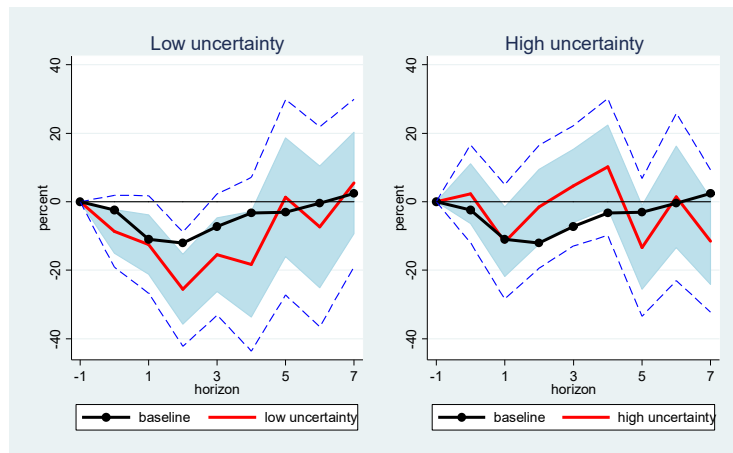 Low uncertainty
40
20
0
-20
-40
percent
-1
1
3
5
7
horizon
baseline
low uncertainty
High uncertainty
40
20
0
-20
-40
percent
-1
1
3
5
7
horizon
baseline
high uncertainty